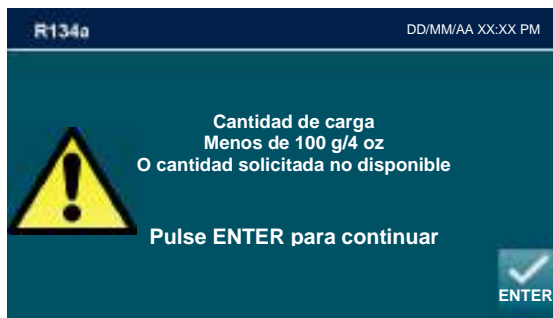 R134a
DD/MM/AA XX:XX PM
Cantidad de carga
Menos de 100 g/4 oz
O cantidad solicitada no disponible
Pulse ENTER para continuar
ENTER